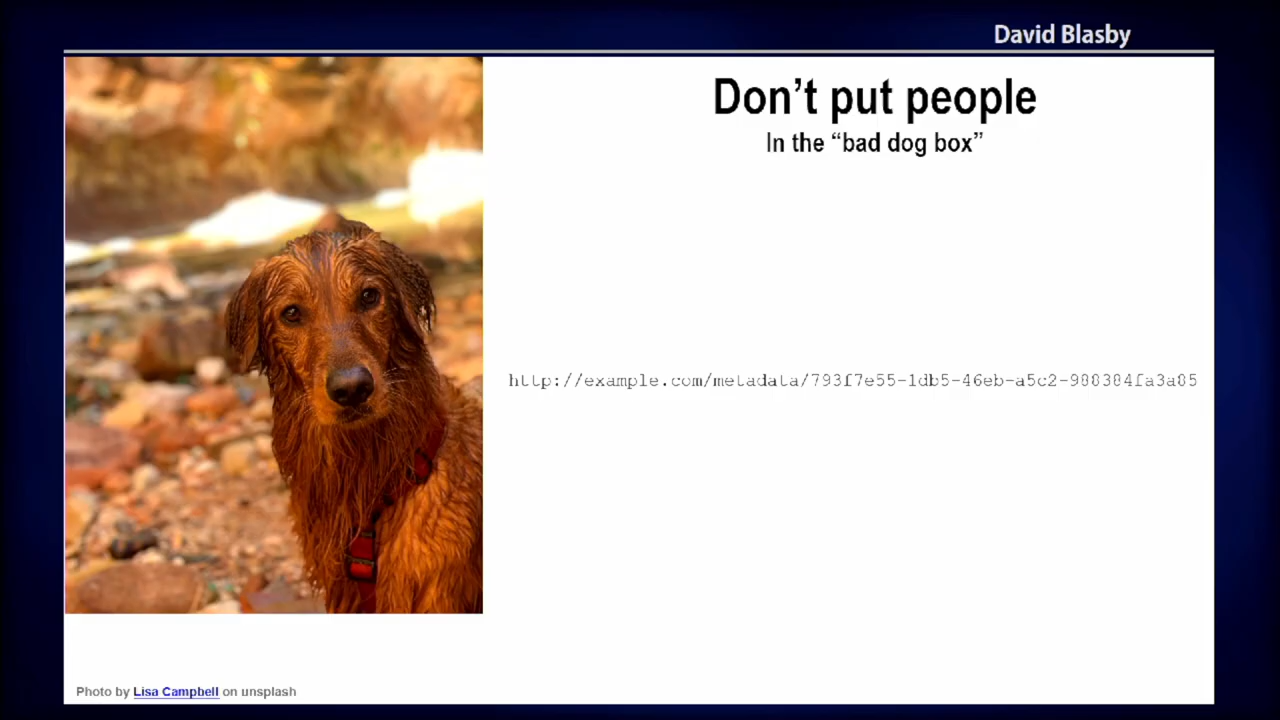 David Blasby
Don’t put people
In the “bad dog box”
http://example.com/metadata/793f7e55-1db5-46eb-a5c2-988384fa3a85
Photo by Lisa Campbell on unsplash